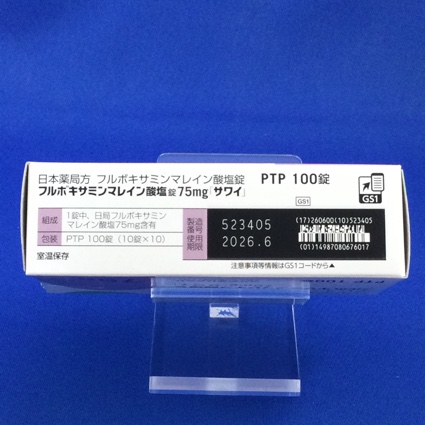 日本薬局方 フルボキサミンマレイン酸塩錠 PTP 100錠
フルボキサミンマレイン酸塩錠75mg「サワイ」
GS1
GS1
組成 1錠中、日局フルボキサミンマレイン酸塩75mg含有
包装 PTP 100錠（10錠×10）
室温保存
製造番号 523405
使用期限 2026.6
(17)260600(10)523405
(01)14987080676017
注意事項等情報はGS1コードから▲